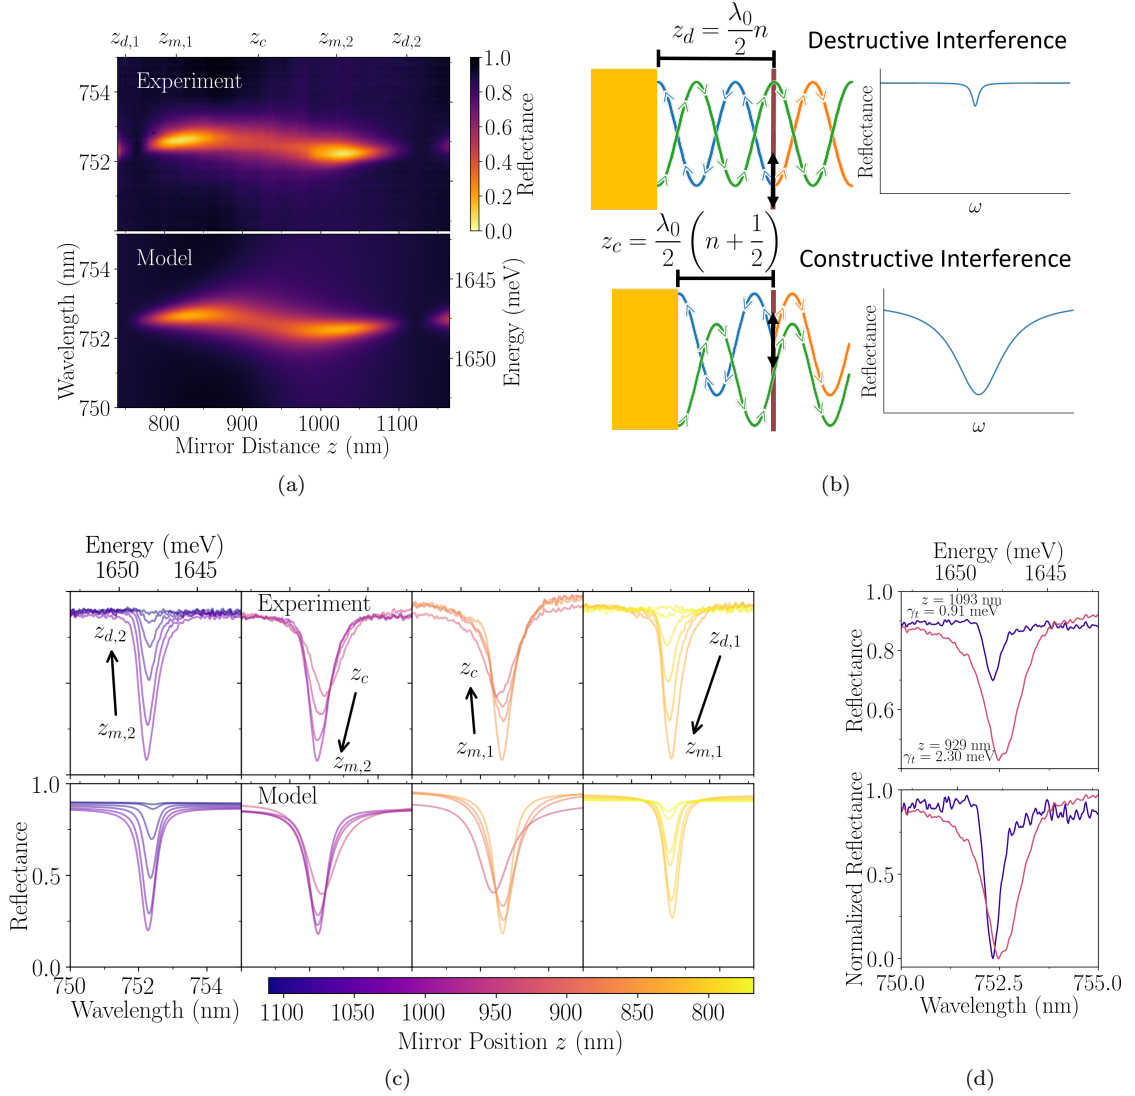 z_{d,1} z_{m,1} z_c z_{m,2} z_{d,2}
Experiment
754
752
1.0
0.8
0.6
0.4
0.2
0.0
Reflectance
Model
754
752
750
Wavelength (nm)
1645
1650
Energy (meV)
800 900 1000 1100
Mirror Distance z (nm)
(a)
z_d = \frac{λ_0}{2} n
Destructive Interference
Reflectance
ω
z_c = \frac{λ_0}{2} \left( n + \frac{1}{2} \right)
Constructive Interference
Reflectance
ω
(b)
Energy (meV)
1650 1645
Experiment
z_{d,2}
z_{m,2}
z_c
z_{m,2}
z_c
z_{m,1}
z_{d,1}
z_{m,1}
Model
1.0
0.5
0.0
Reflectance
750 752 754
Wavelength (nm)
1100 1050 1000 950 900 850 800
Mirror Position z (nm)
(c)
Energy (meV)
1650 1645
z = 1093 nm
γ_t = 0.91 meV
z = 929 nm
γ_t = 2.30 meV
1.0
0.8
0.6
Reflectance
1.0
0.5
0.0
Normalized Reflectance
750.0 752.5 755.0
Wavelength (nm)
(d)